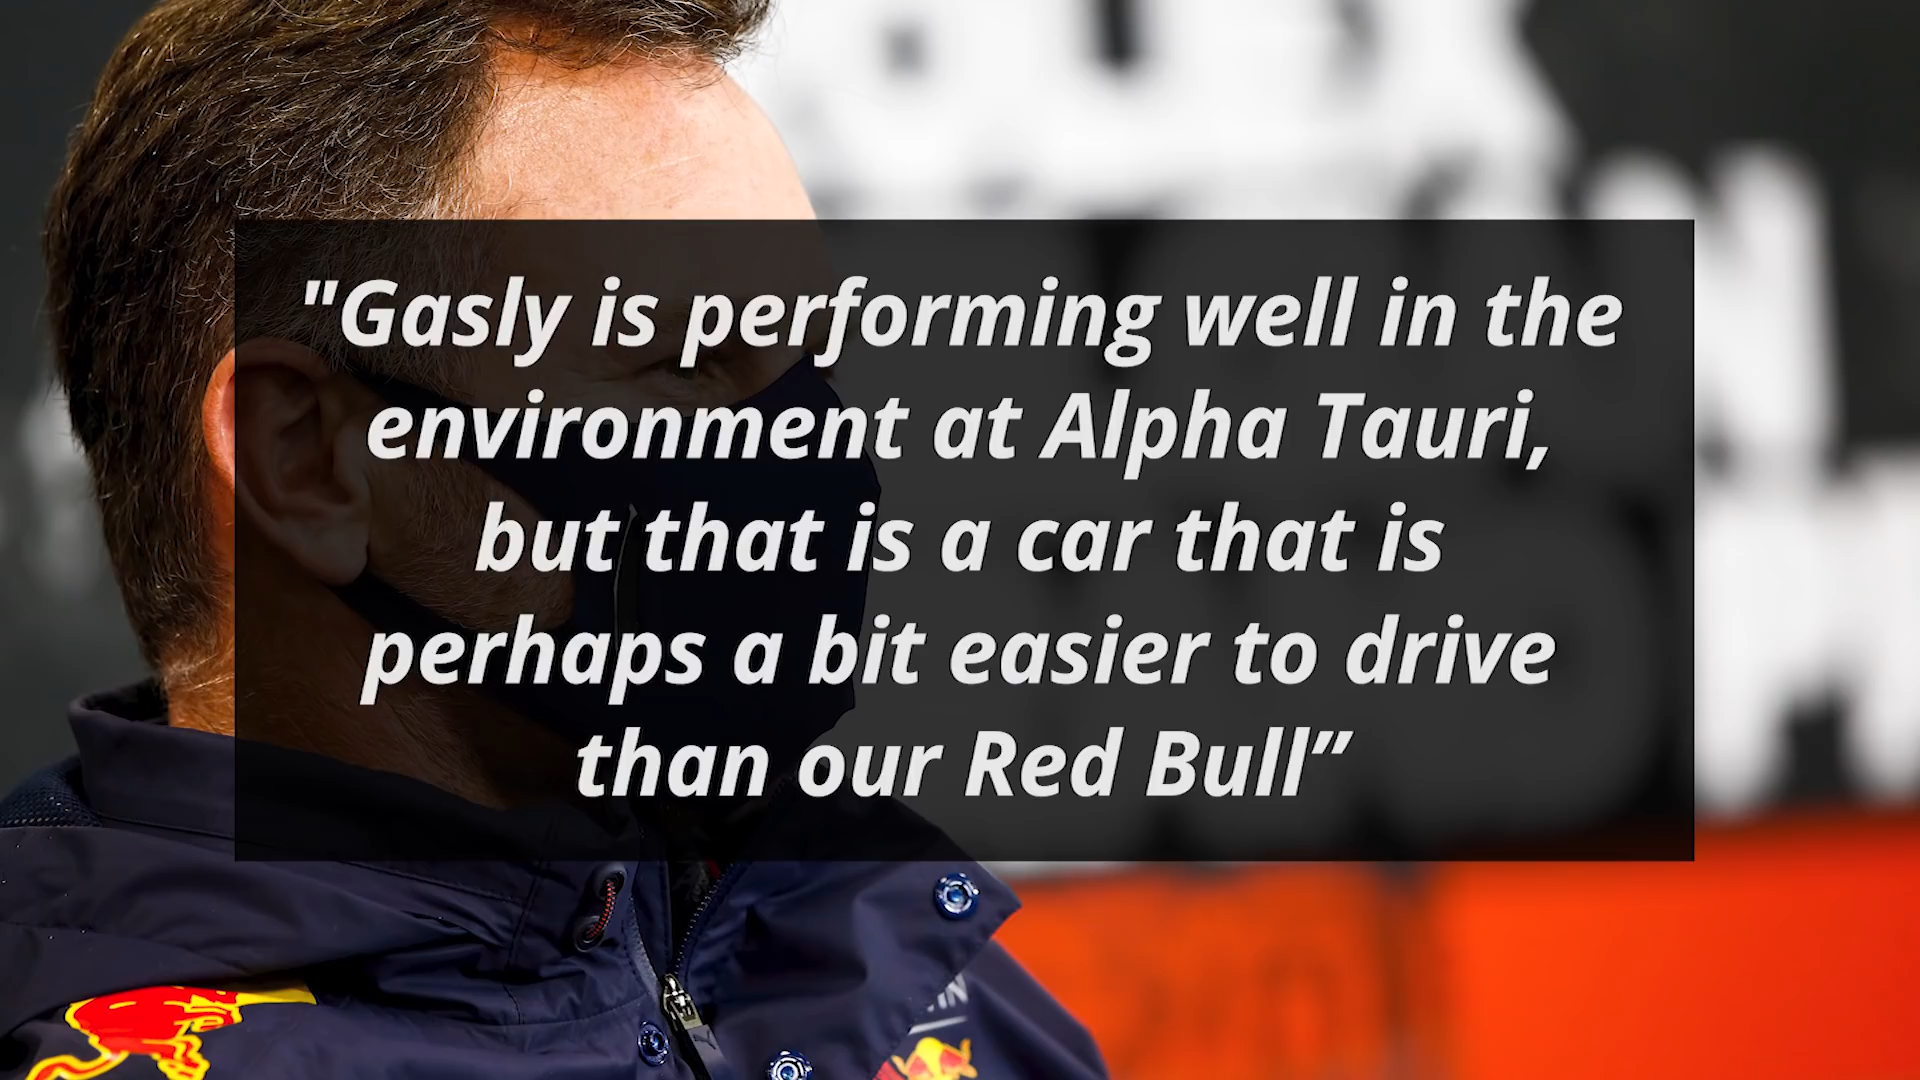 "Gasly is performing well in the
environment at Alpha Tauri,
but that is a car that is
perhaps a bit easier to drive
than our Red Bull”